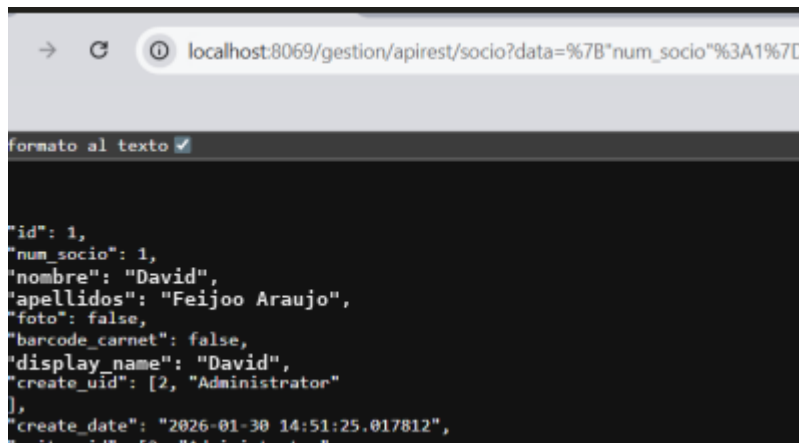 localhost:8069/gestion/apirest/socio?data=%7B"num_socio"%3A1%7D
formato al texto
"id": 1,
"num_socio": 1,
"nombre": "David",
"apellidos": "Feijoo Araujo",
"foto": false,
"barcode_carnet": false,
"display_name": "David",
"create_uid": [2, "Administrator"
],
"create_date": "2026-01-30 14:51:25.017812",